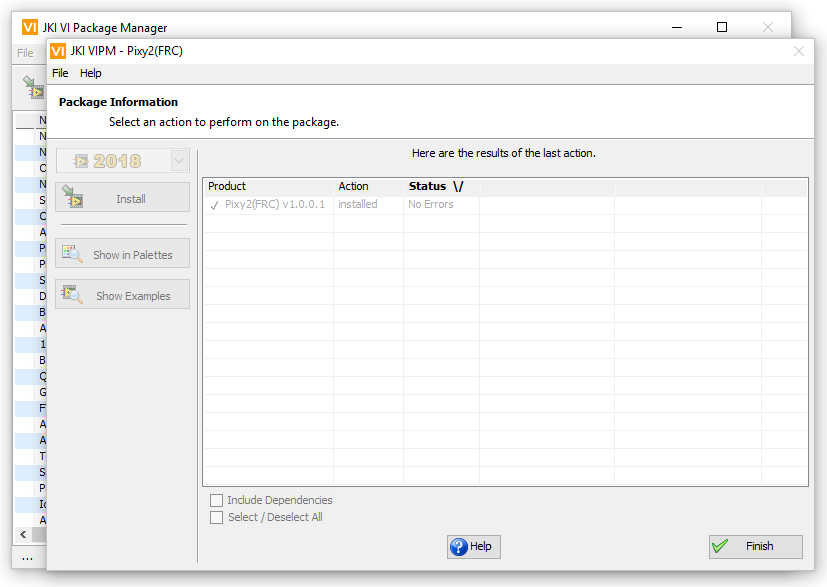 VI JKI VI Package Manager
File
VI JKI VIPM - Pixy2(FRC)
File Help
Package Information
Select an action to perform on the package.
2018
Install
Show in Palettes
Show Examples
Here are the results of the last action.
Product Action Status \/
Pixy2(FRC) v1.0.0.1 installed No Errors
Include Dependencies
Select / Deselect All
? Help
Finish
N
N
N
O
N
S
C
A
P
P
S
D
B
A
1
B
Q
G
F
A
A
T
S
P
A
...